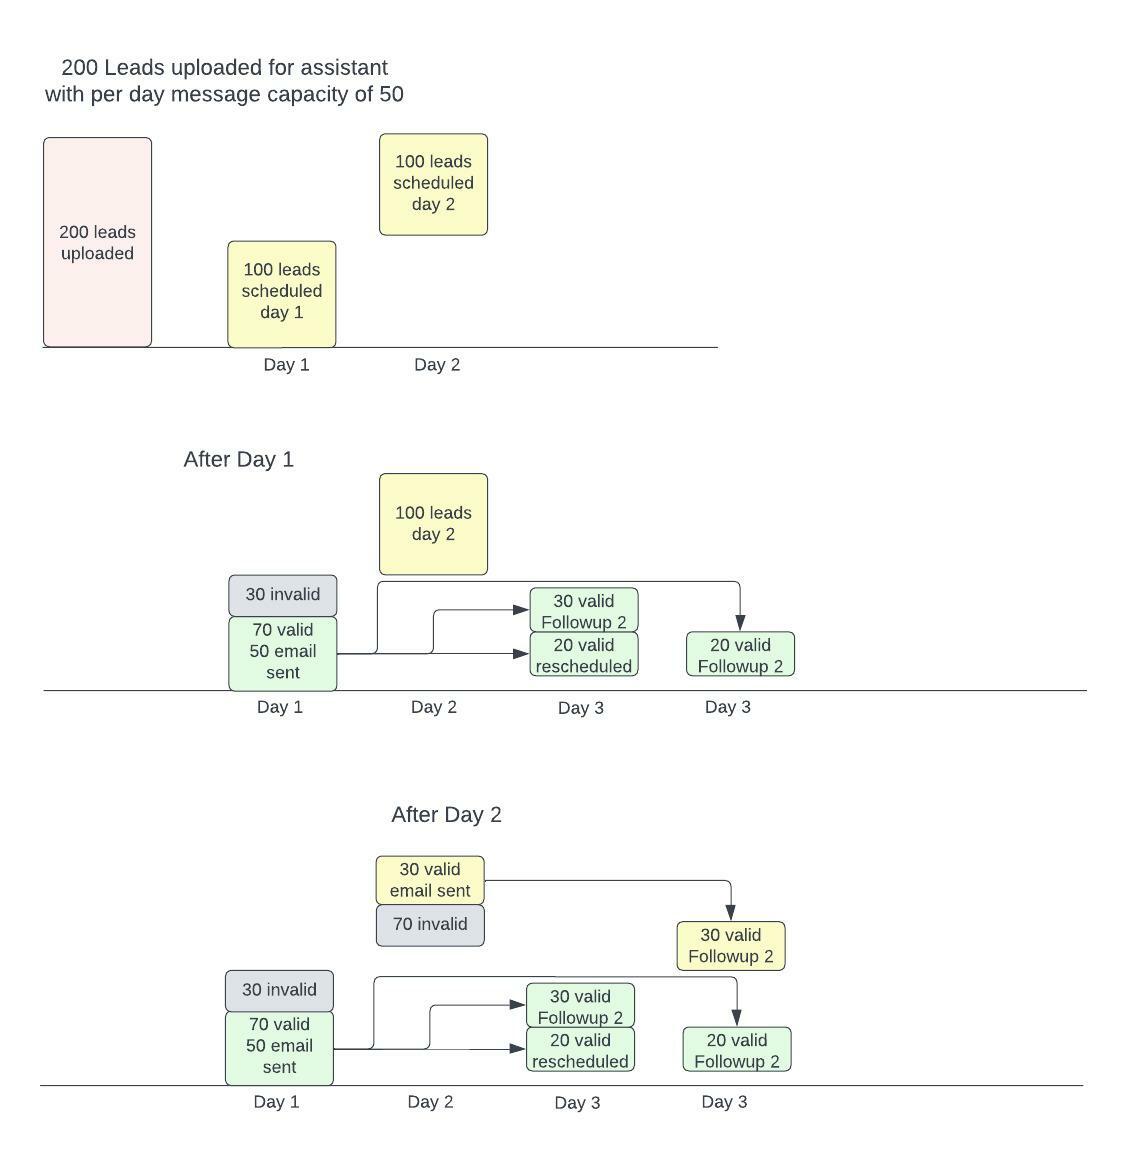 200 Leads uploaded for assistant
with per day message capacity of 50
200 leads
uploaded
100 leads
scheduled
day 1
100 leads
scheduled
day 2
Day 1
Day 2
After Day 1
100 leads
day 2
30 invalid
70 valid
50 email
sent
30 valid
Followup 2
20 valid
rescheduled
20 valid
Followup 2
Day 1
Day 2
Day 3
Day 3
After Day 2
30 valid
email sent
70 invalid
30 valid
Followup 2
30 invalid
70 valid
50 email
sent
30 valid
Followup 2
20 valid
rescheduled
20 valid
Followup 2
Day 1
Day 2
Day 3
Day 3